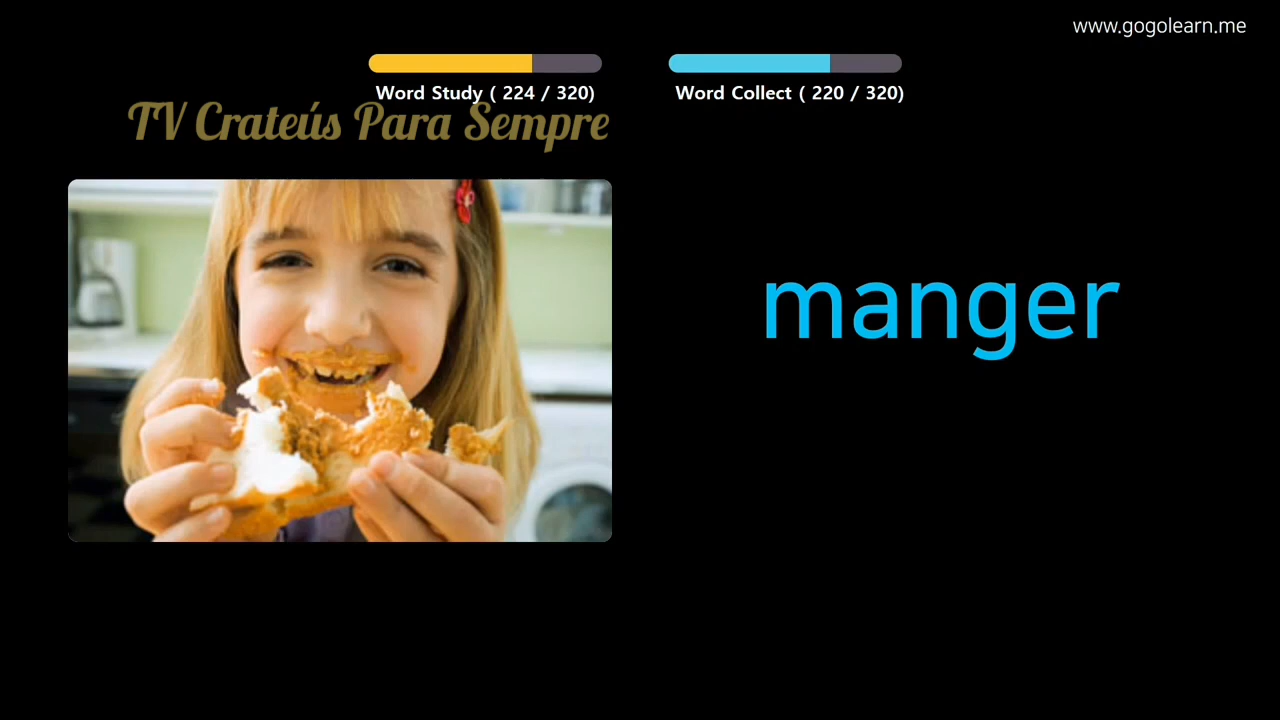 www.gogolearn.me
Word Study ( 224 / 320)
Word Collect ( 220 / 320)
TV Crateús Para Sempre
manger